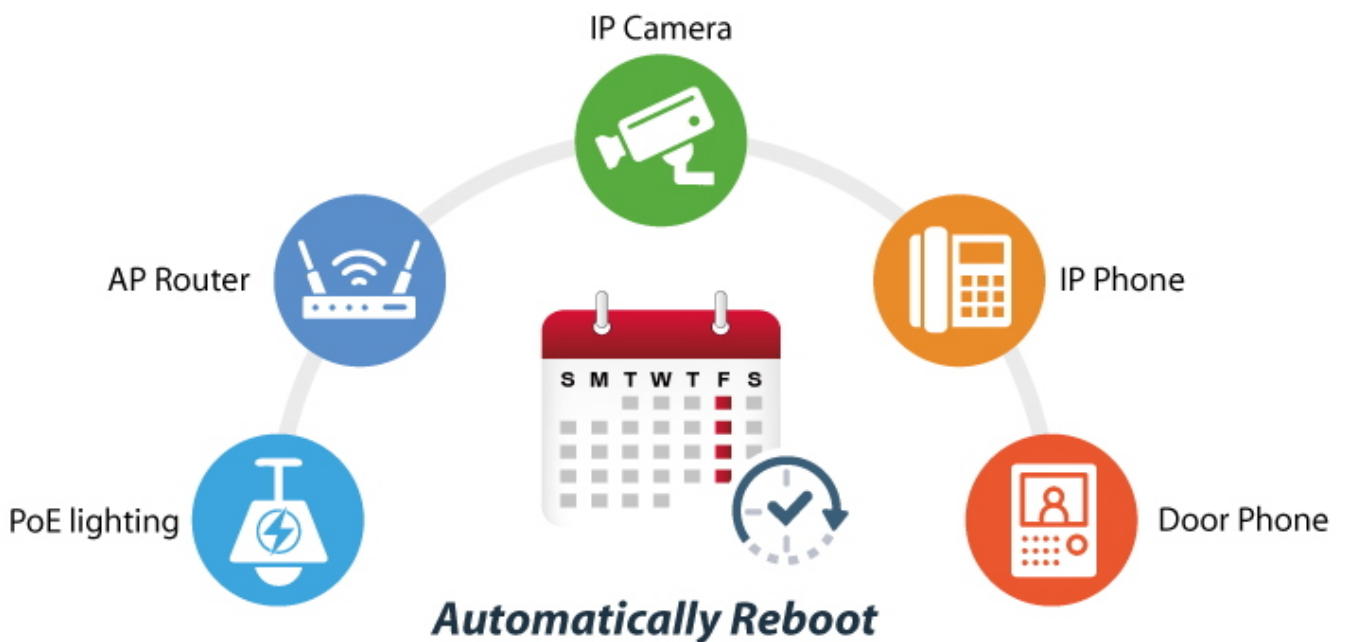 IP Camera
AP Router
IP Phone
S M T W T F S
PoE lighting
Door Phone
Automatically Reboot